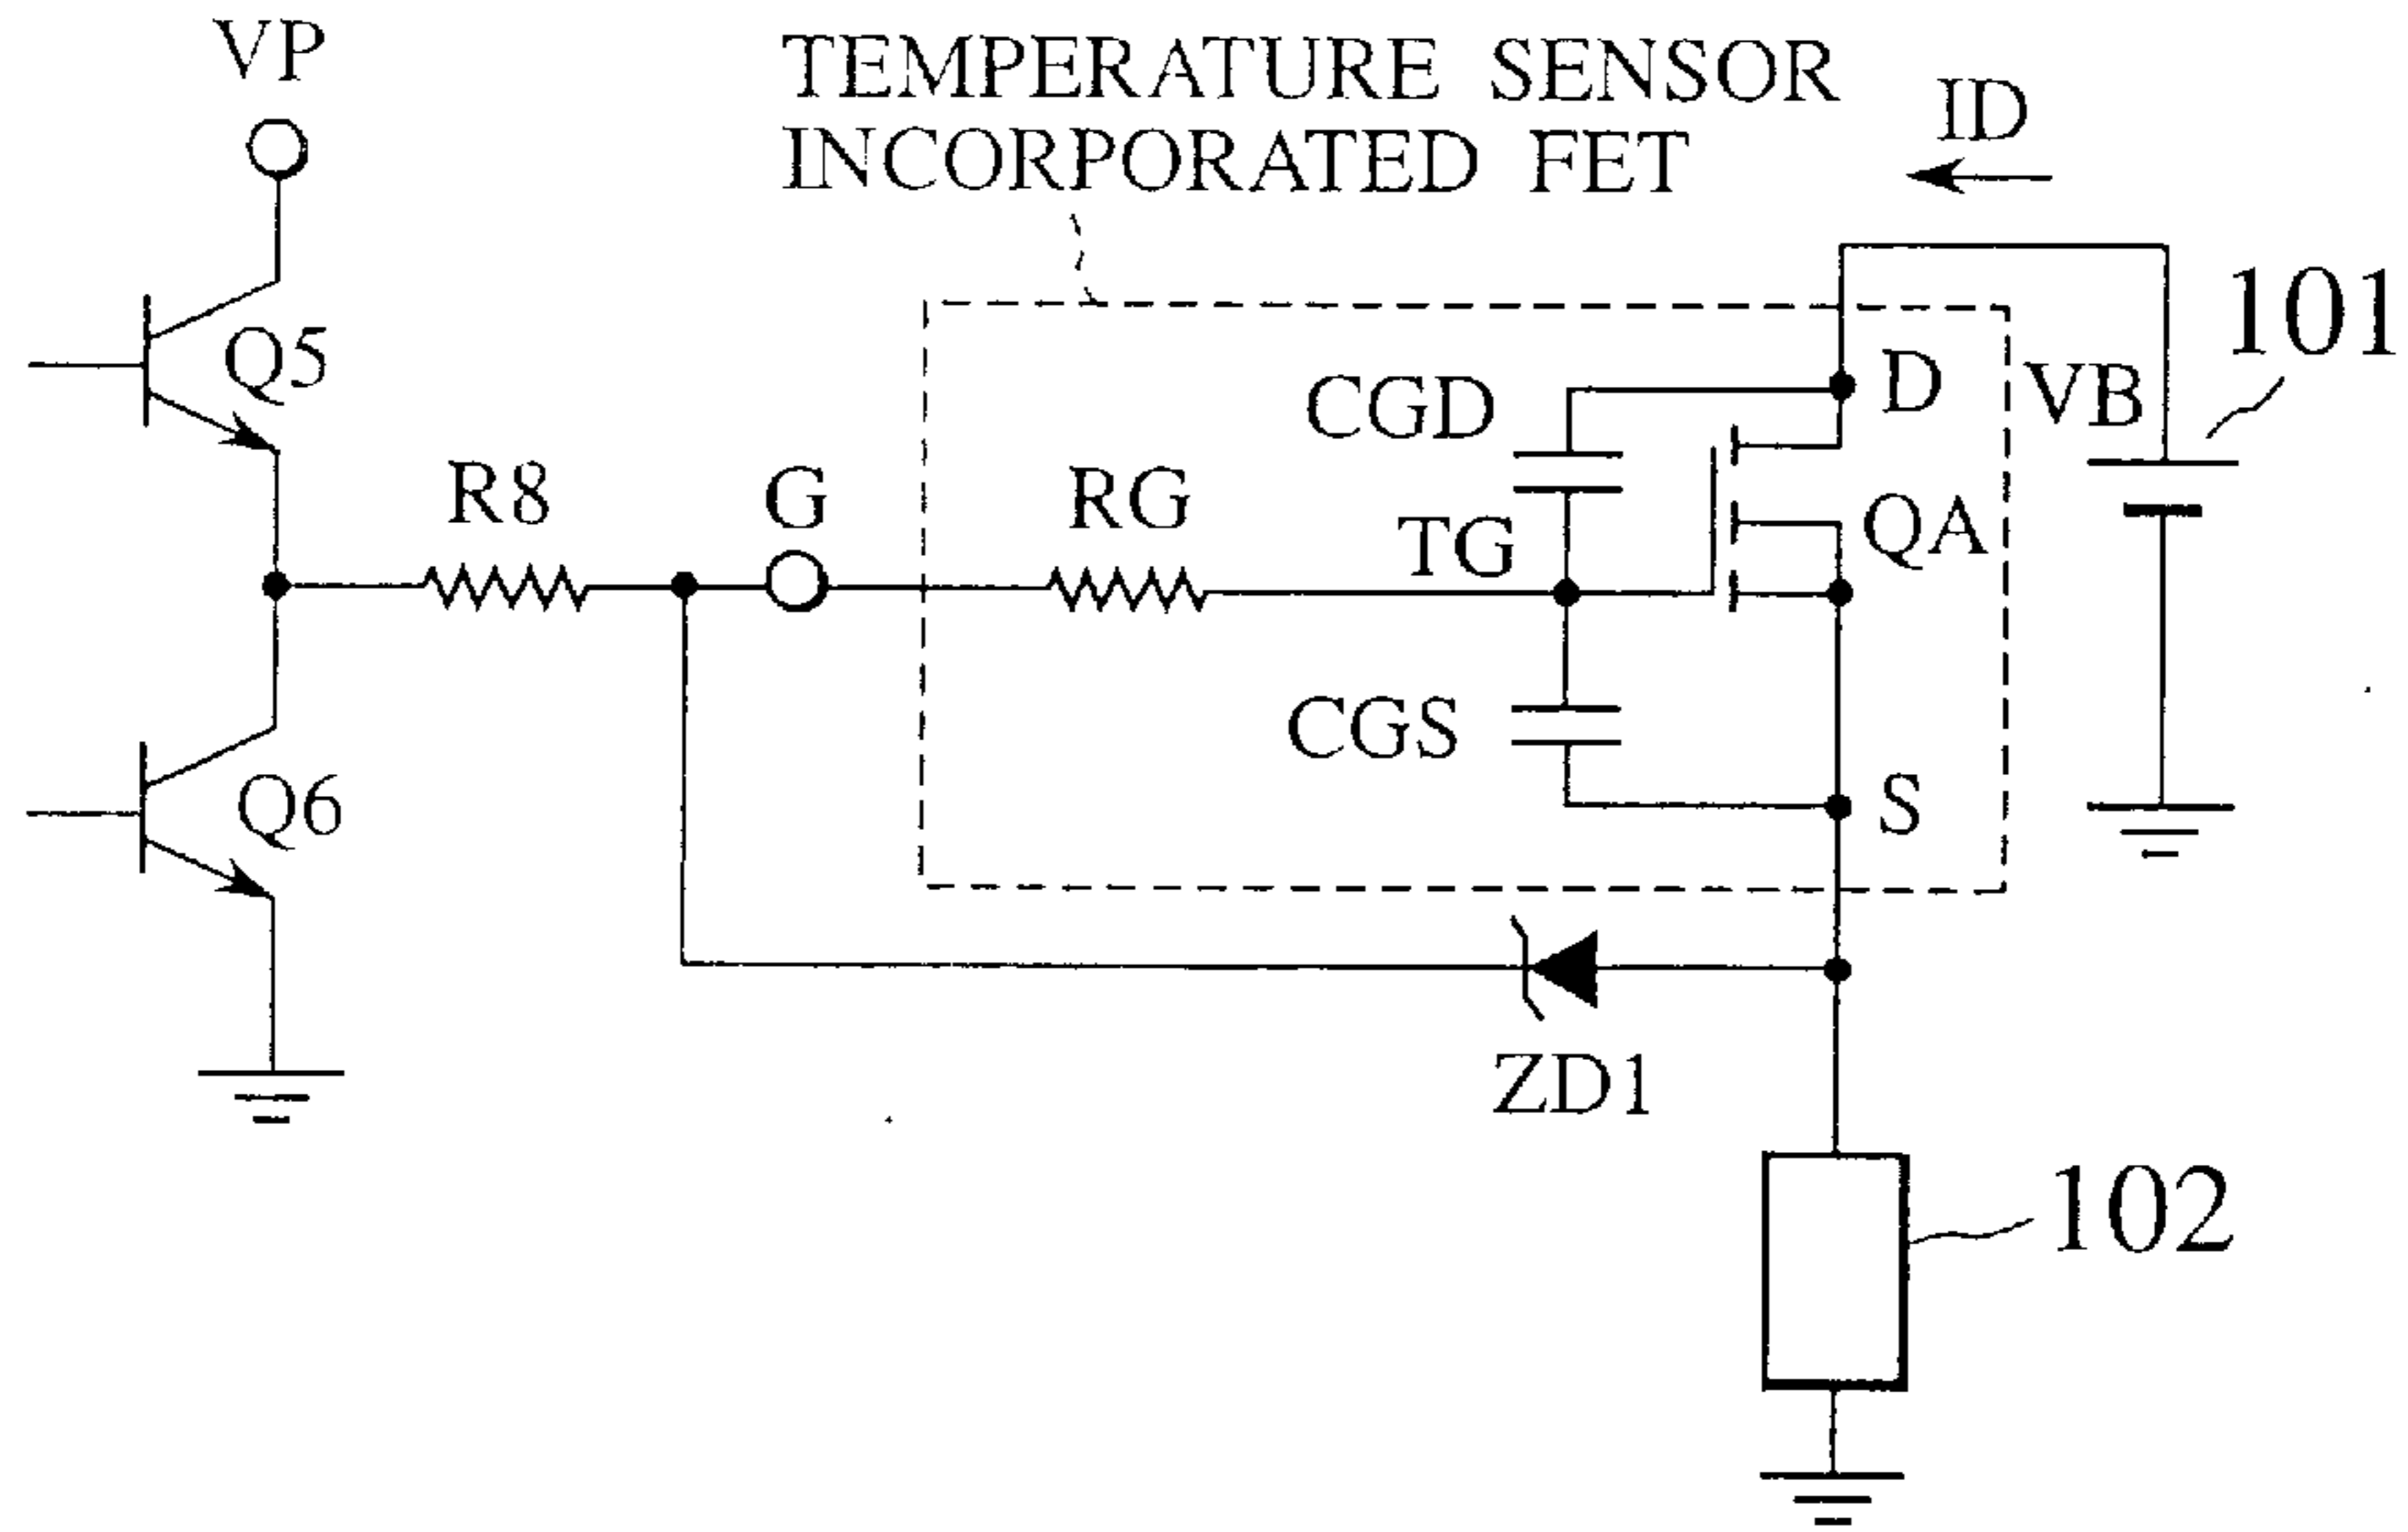 VP
TEMPERATURE SENSOR
INCORPORATED FET
ID
101
Q5
CGD
D
VB
R8
G
RG
TG
QA
CGS
Q6
S
ZD1
102